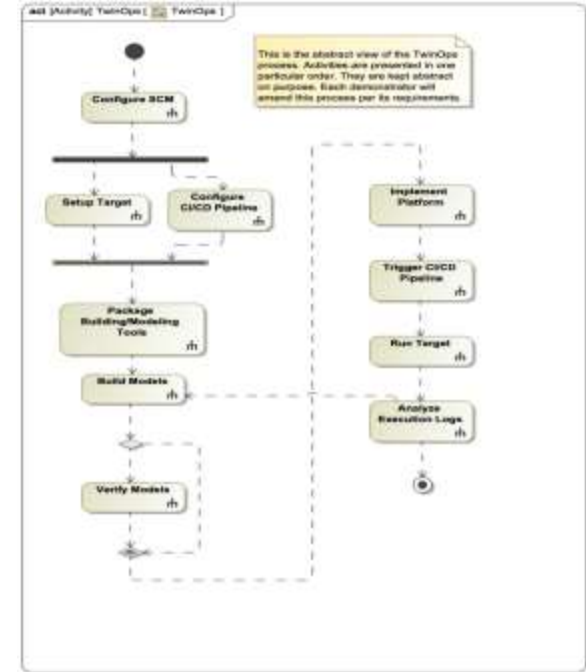 act [Activity] TwinOps [ TwinOps ]
This is the abstract view of the TwinOps
process. Activities are presented in one
particular order. They are kept abstract
on purpose. Each demonstrator will
amend this process per its requirements
Configure SCM
Setup Target
Configure
CI/CD Pipeline
Package
Building/Modeling
Tools
Build Models
Verify Models
Implement
Platform
Trigger CI/CD
Pipeline
Run Target
Analyze
Execution Logs